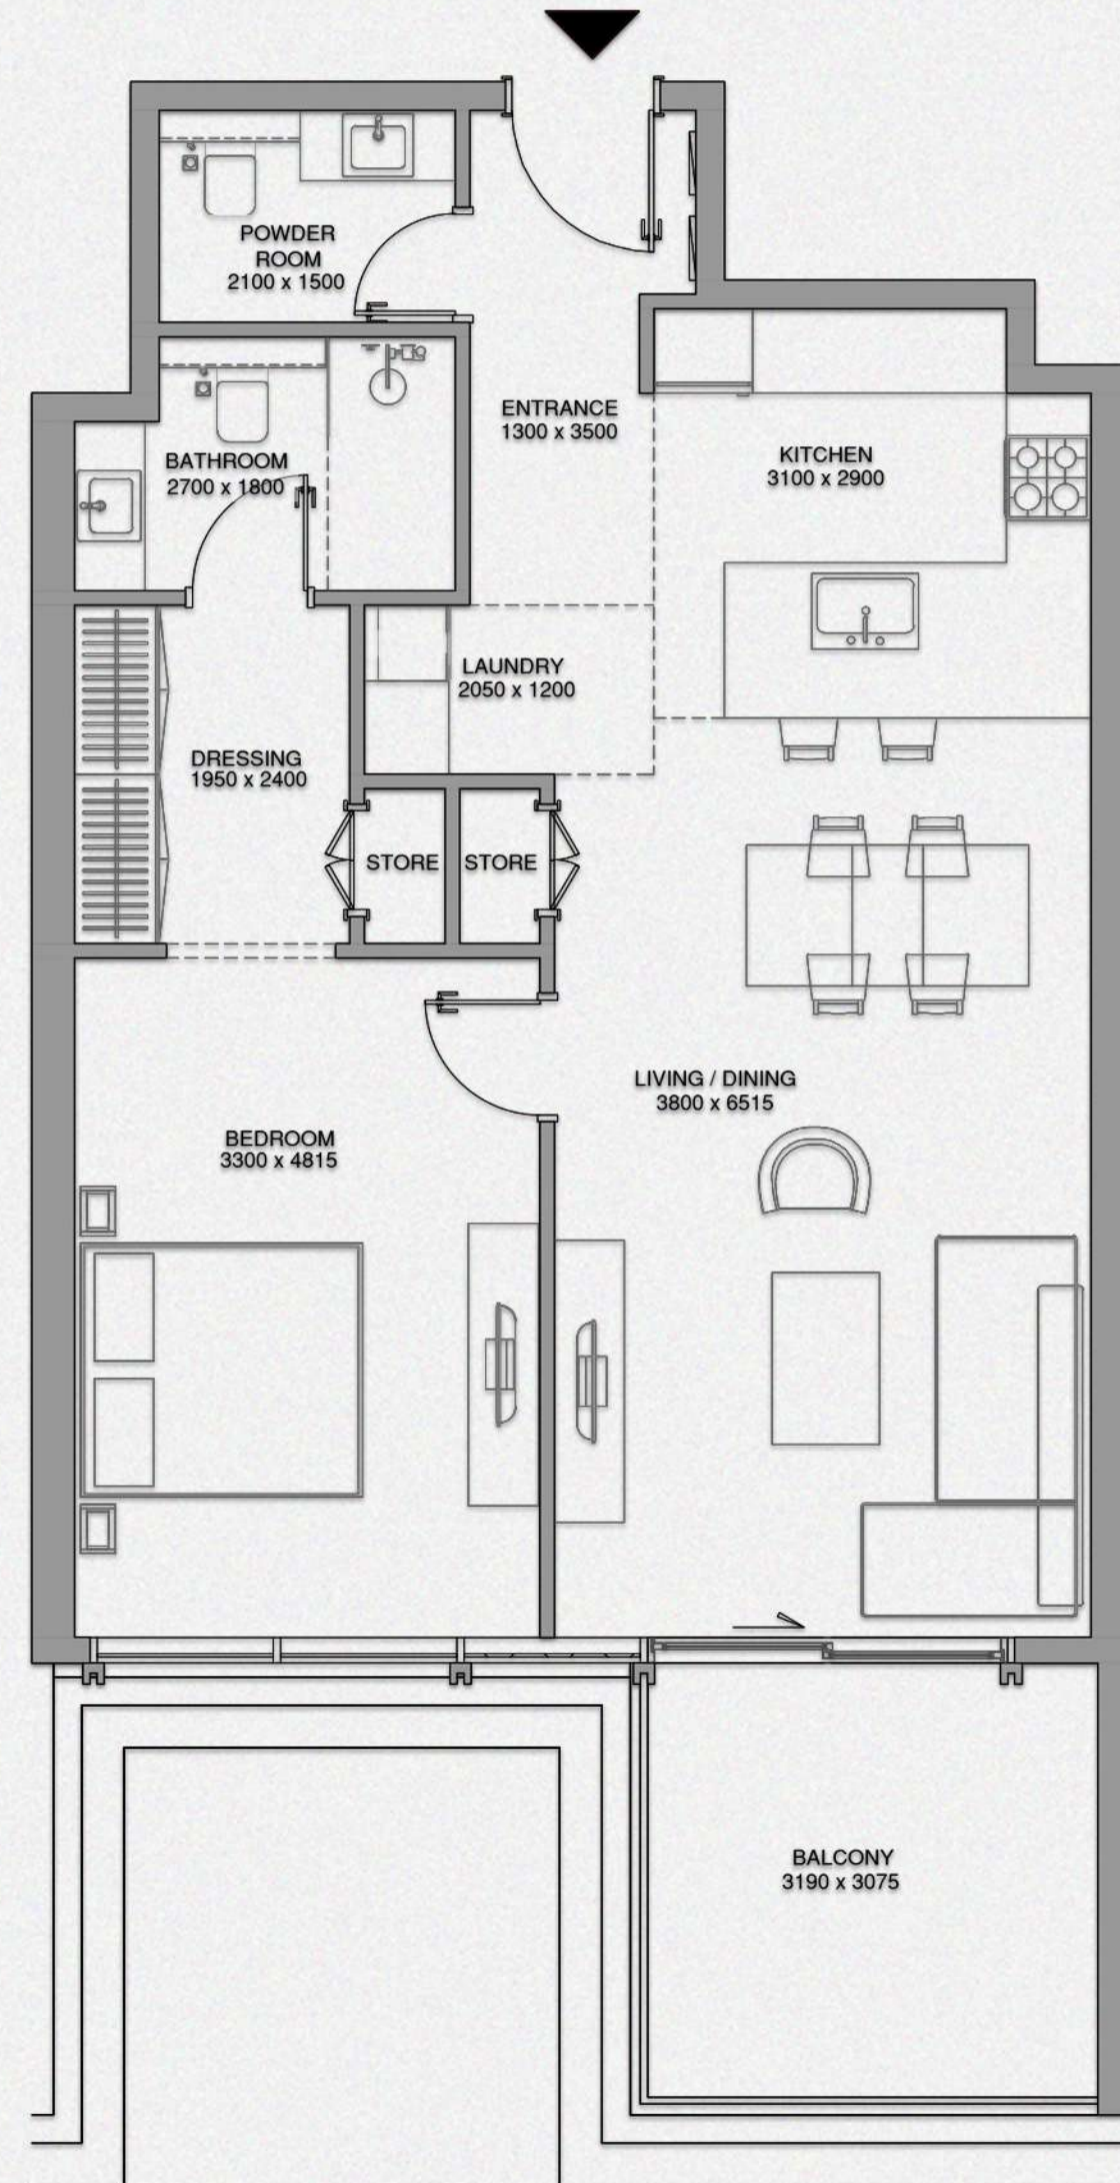 POWDER
ROOM
2100 x 1500
ENTRANCE
1300 x 3500
KITCHEN
3100 x 2900
BATHROOM
2700 x 1800
LAUNDRY
2050 x 1200
DRESSING
1950 x 2400
STORE
STORE
LIVING / DINING
3800 x 6515
BEDROOM
3300 x 4815
BALCONY
3190 x 3075